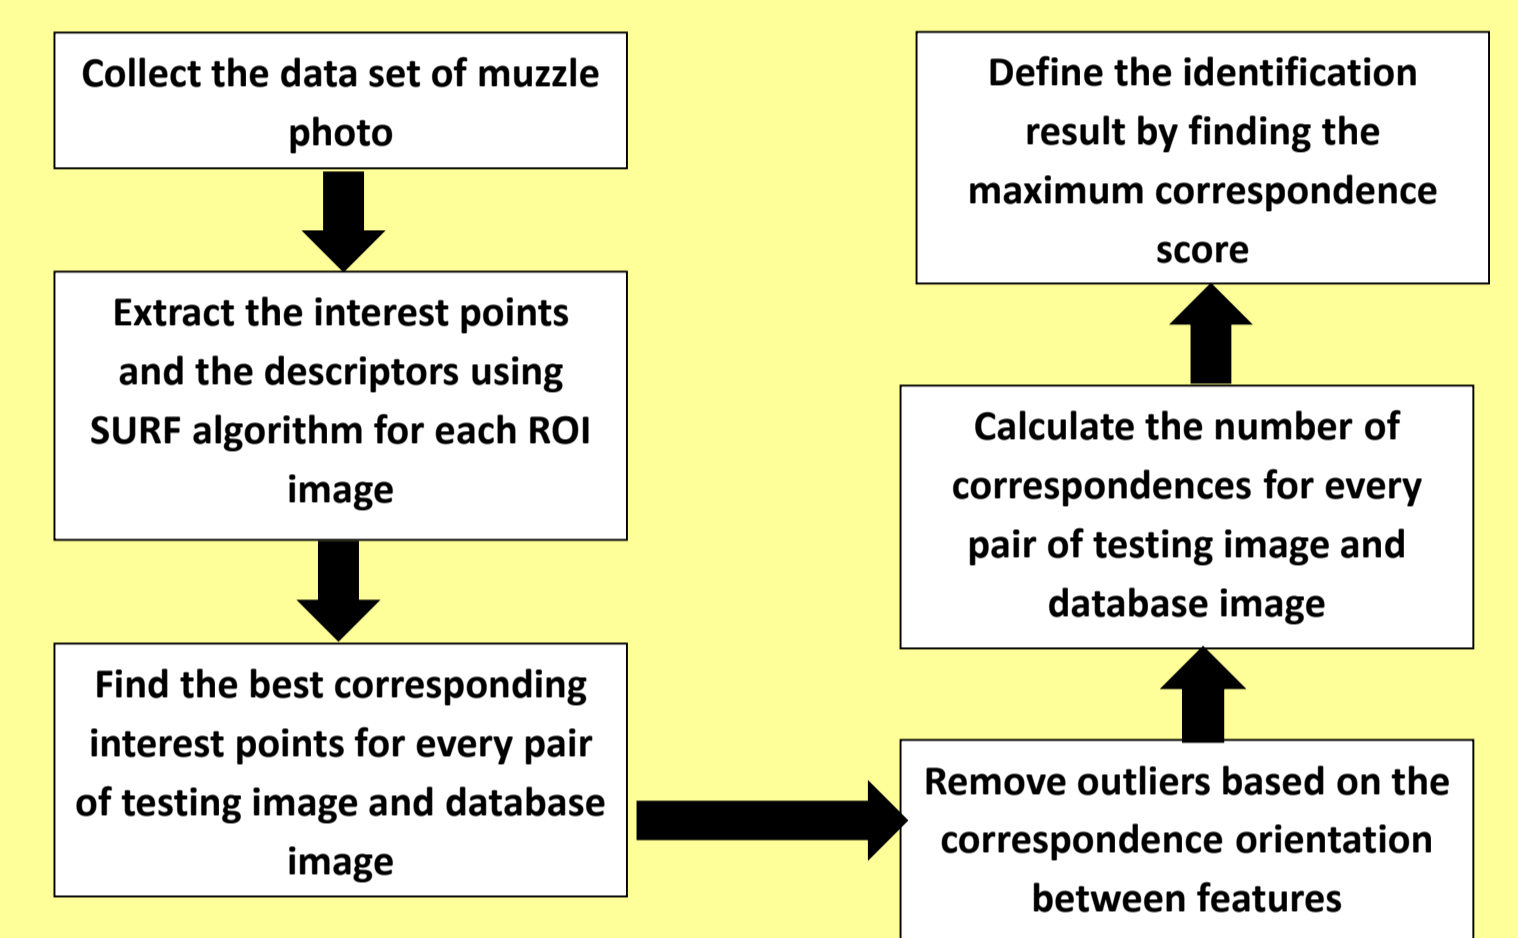 Collect the data set of muzzle
photo
Extract the interest points
and the descriptors using
SURF algorithm for each ROI
image
Find the best corresponding
interest points for every pair
of testing image and database
image
Remove outliers based on the
correspondence orientation
between features
Calculate the number of
correspondences for every
pair of testing image and
database image
Define the identification
result by finding the
maximum correspondence
score